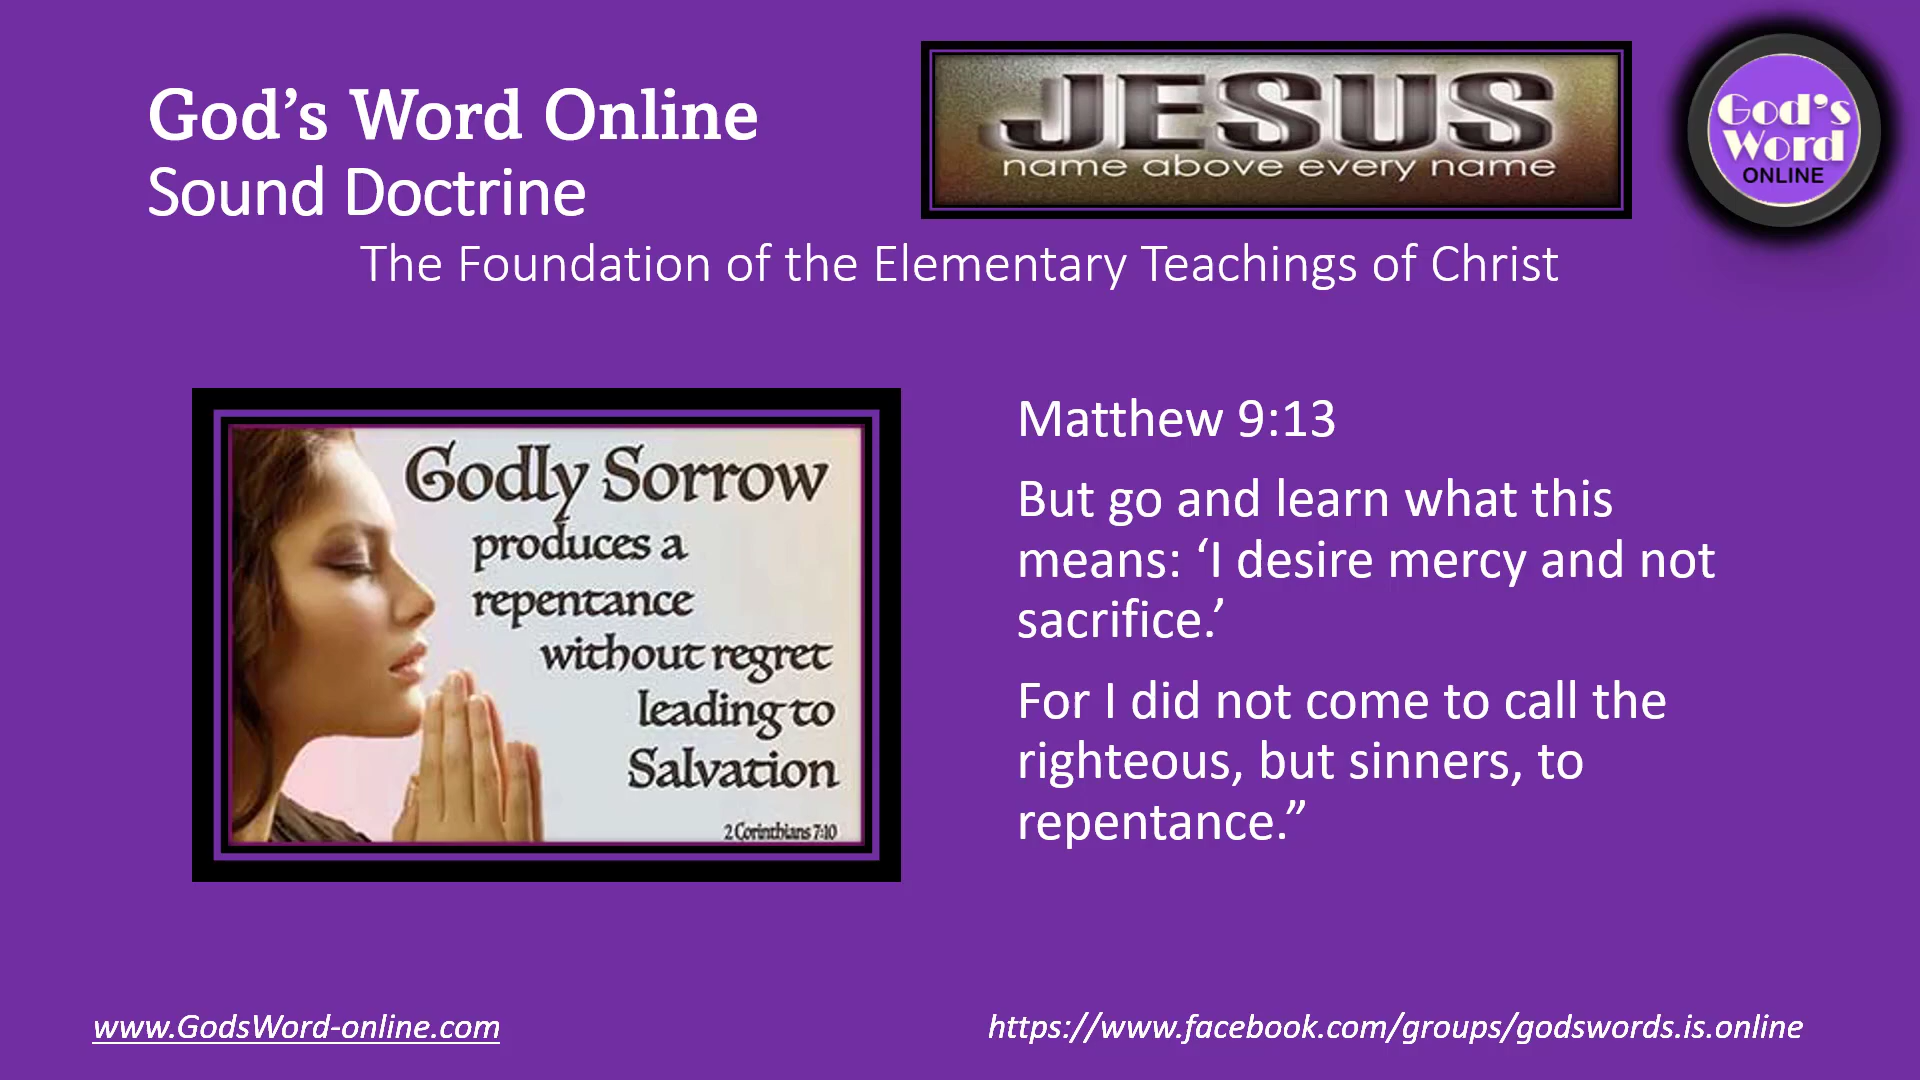 God's Word Online
Sound Doctrine
JESUS
name above every name
God's
Word
ONLINE
The Foundation of the Elementary Teachings of Christ
Godly Sorrow
produces a
repentance
without regret
leading to
Salvation
2 Corinthians 7:10
Matthew 9:13
But go and learn what this
means: ‘I desire mercy and not
sacrifice.’
For I did not come to call the
righteous, but sinners, to
repentance.”
www.GodsWord-online.com
https://www.facebook.com/groups/godswords.is.online